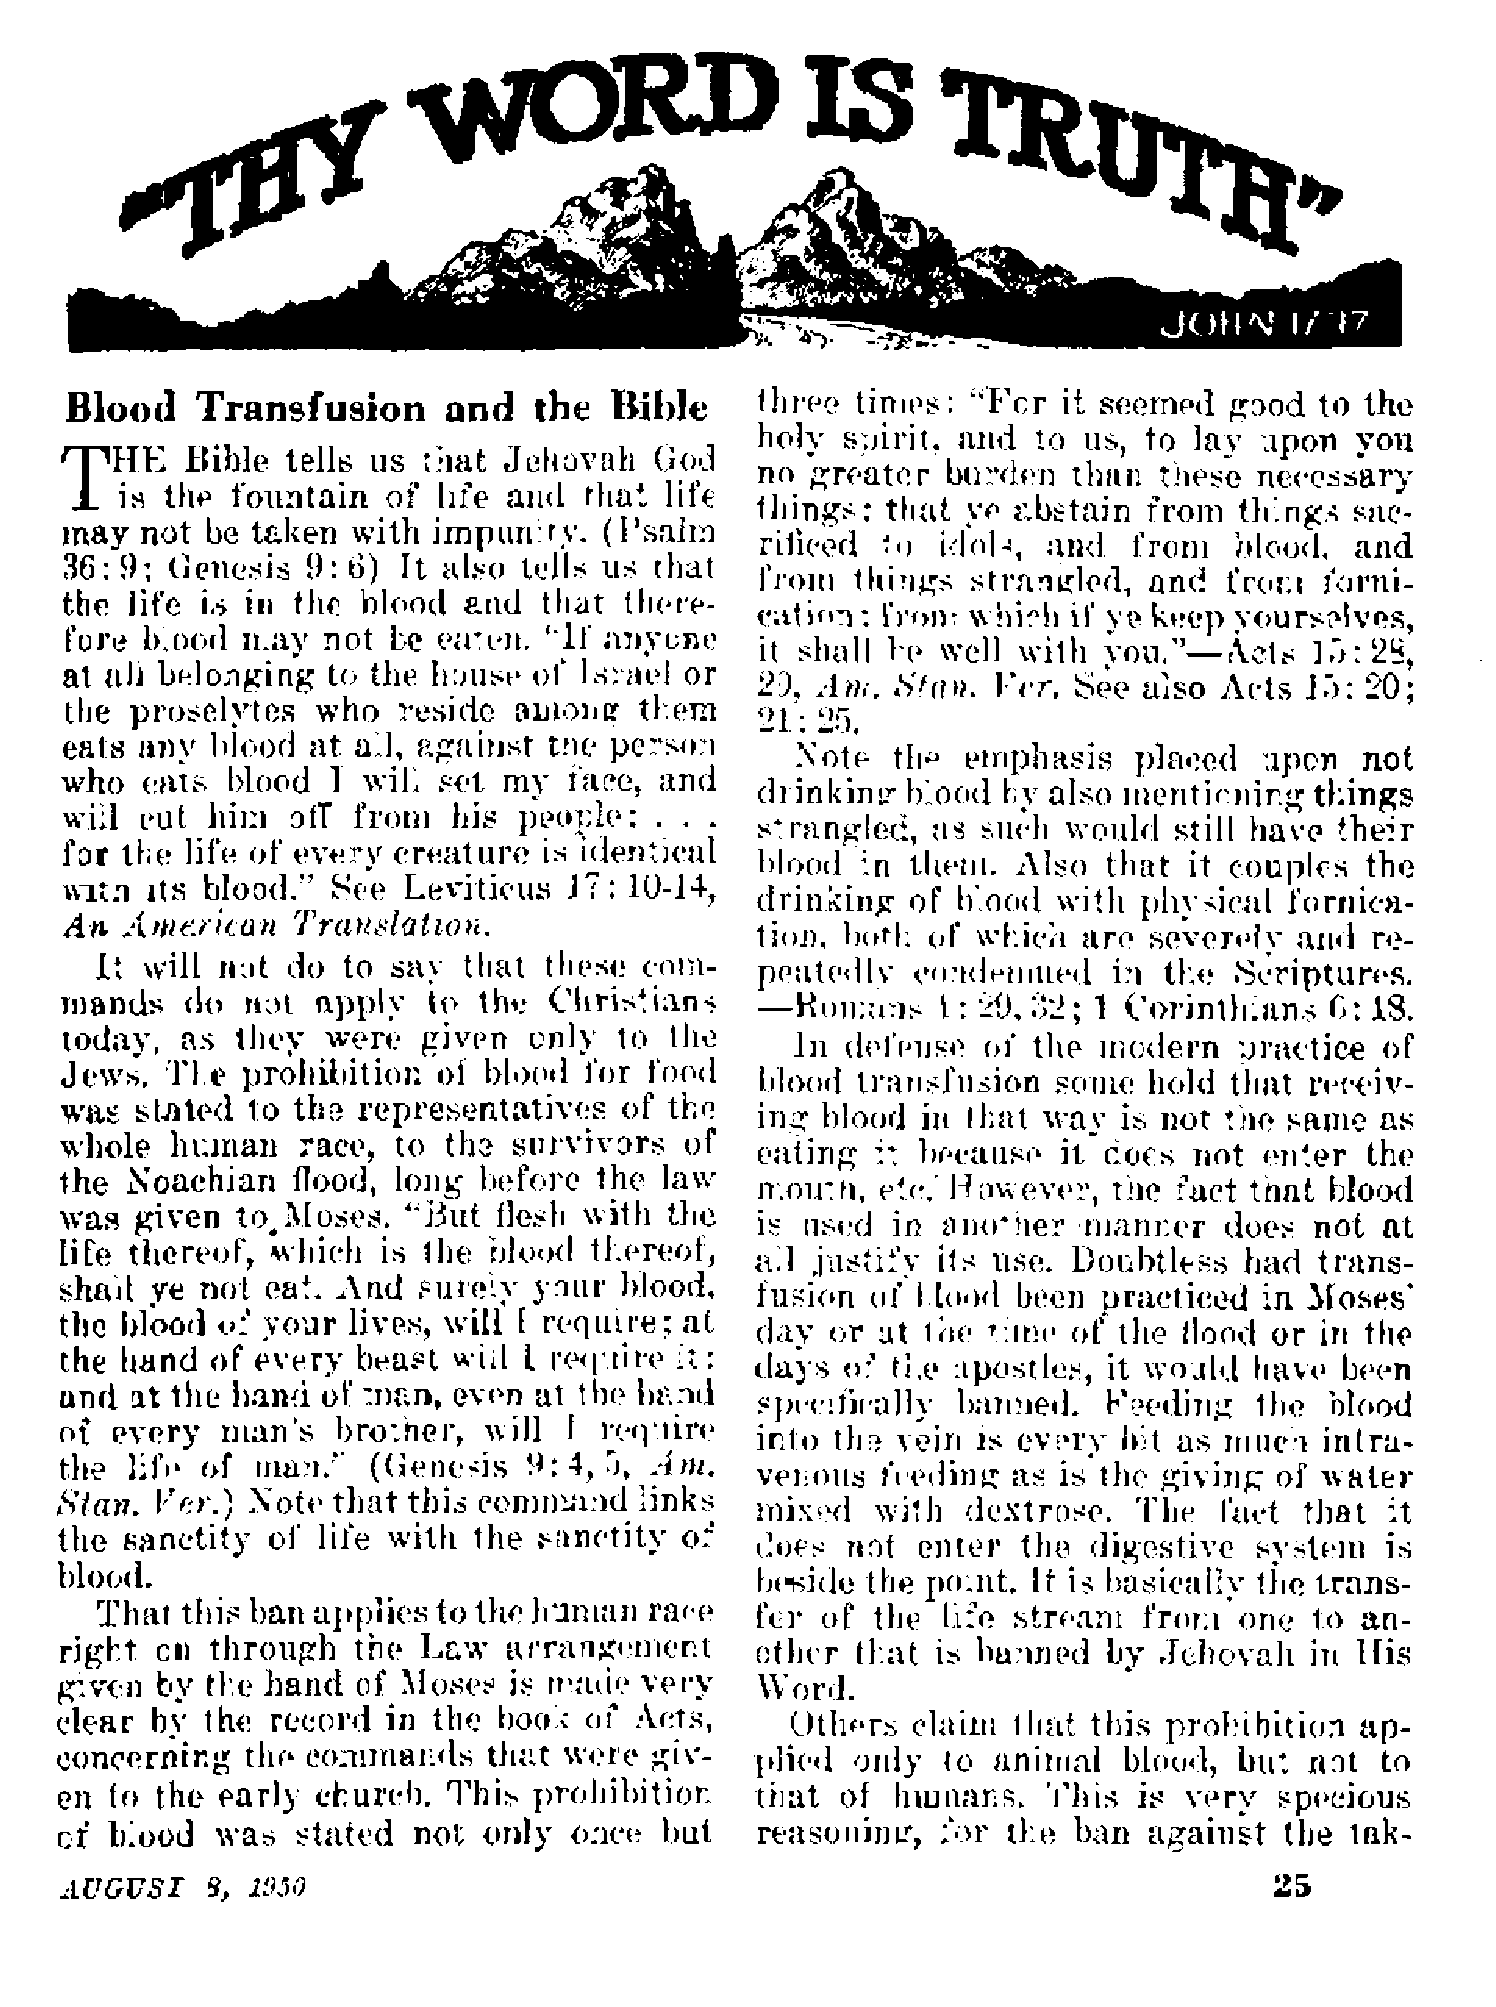 "THY WORD IS TRUTH"
JOHN 17:17
Blood Transfusion and the Bible
THE Bible tells us that Jehovah God
is the fountain of life and that life
may not be taken with impunity. (Psalm
36:9; Genesis 9:6) It also tells us that
the life is in the blood and that there-
fore blood may not be eaten. "If anyone
at all belonging to the house of Israel or
the proselytes who reside among them
eats any blood at all, against the person
who eats blood I will set my face, and
will cut him off from his people; . . .
for the life of every creature is identical
with its blood." See Leviticus 17:10-14,
An American Translation.
It will not do to say that these com-
mands do not apply to the Christians
today, as they were given only to the
Jews. The prohibition of blood for food
was stated to the representatives of the
whole human race, to the survivors of
the Noachian flood, long before the law
was given to Moses. "But flesh with the
life thereof, which is the blood thereof,
shall ye not eat. And surely your blood,
the blood of your lives, will I require; at
the hand of every beast will I require it:
and at the hand of man, even at the hand
of every man's brother, will I require
the life of man." (Genesis 9:4, 5, Am.
Stan. Ver.) Note that this command links
the sanctity of life with the sanctity of
blood.
That this ban applies to the human race
right on through the Law arrangement
given by the hand of Moses is made very
clear by the record in the book of Acts,
concerning the commands that were giv-
en to the early church. This prohibition
of blood was stated not only once but
three times: "For it seemed good to the
holy spirit, and to us, to lay upon you
no greater burden than these necessary
things: that ye abstain from things sac-
rificed to idols, and from blood, and
from things strangled, and from forni-
cation; from which if ye keep yourselves,
it shall be well with you."—Acts 15:28,
29, Am. Stan. Ver. See also Acts 15:20;
21:25.
Note the emphasis placed upon not
drinking blood by also mentioning things
strangled, as such would still have their
blood in them. Also that it couples the
drinking of blood with physical fornica-
tion, both of which are severely and re-
peatedly condemned in the Scriptures.
—Romans 1:29, 32; 1 Corinthians 6:18.
In defense of the modern practice of
blood transfusion some hold that receiv-
ing blood in that way is not the same as
eating it because it does not enter the
mouth, etc. However, the fact that blood
is used in another manner does not at
all justify its use. Doubtless had trans-
fusion of blood been practiced in Moses'
day or at the time of the flood or in the
days of the apostles, it would have been
specifically banned. Feeding the blood
into the vein is every bit as much intra-
venous feeding as is the giving of water
mixed with dextrose. The fact that it
does not enter the digestive system is
beside the point. It is basically the trans-
fer of the life stream from one to an-
other that is banned by Jehovah in His
Word.
Others claim that this prohibition ap-
plied only to animal blood, but not to
that of humans. This is very specious
reasoning, for the ban against the tak-
AUGUST 8, 1950
25